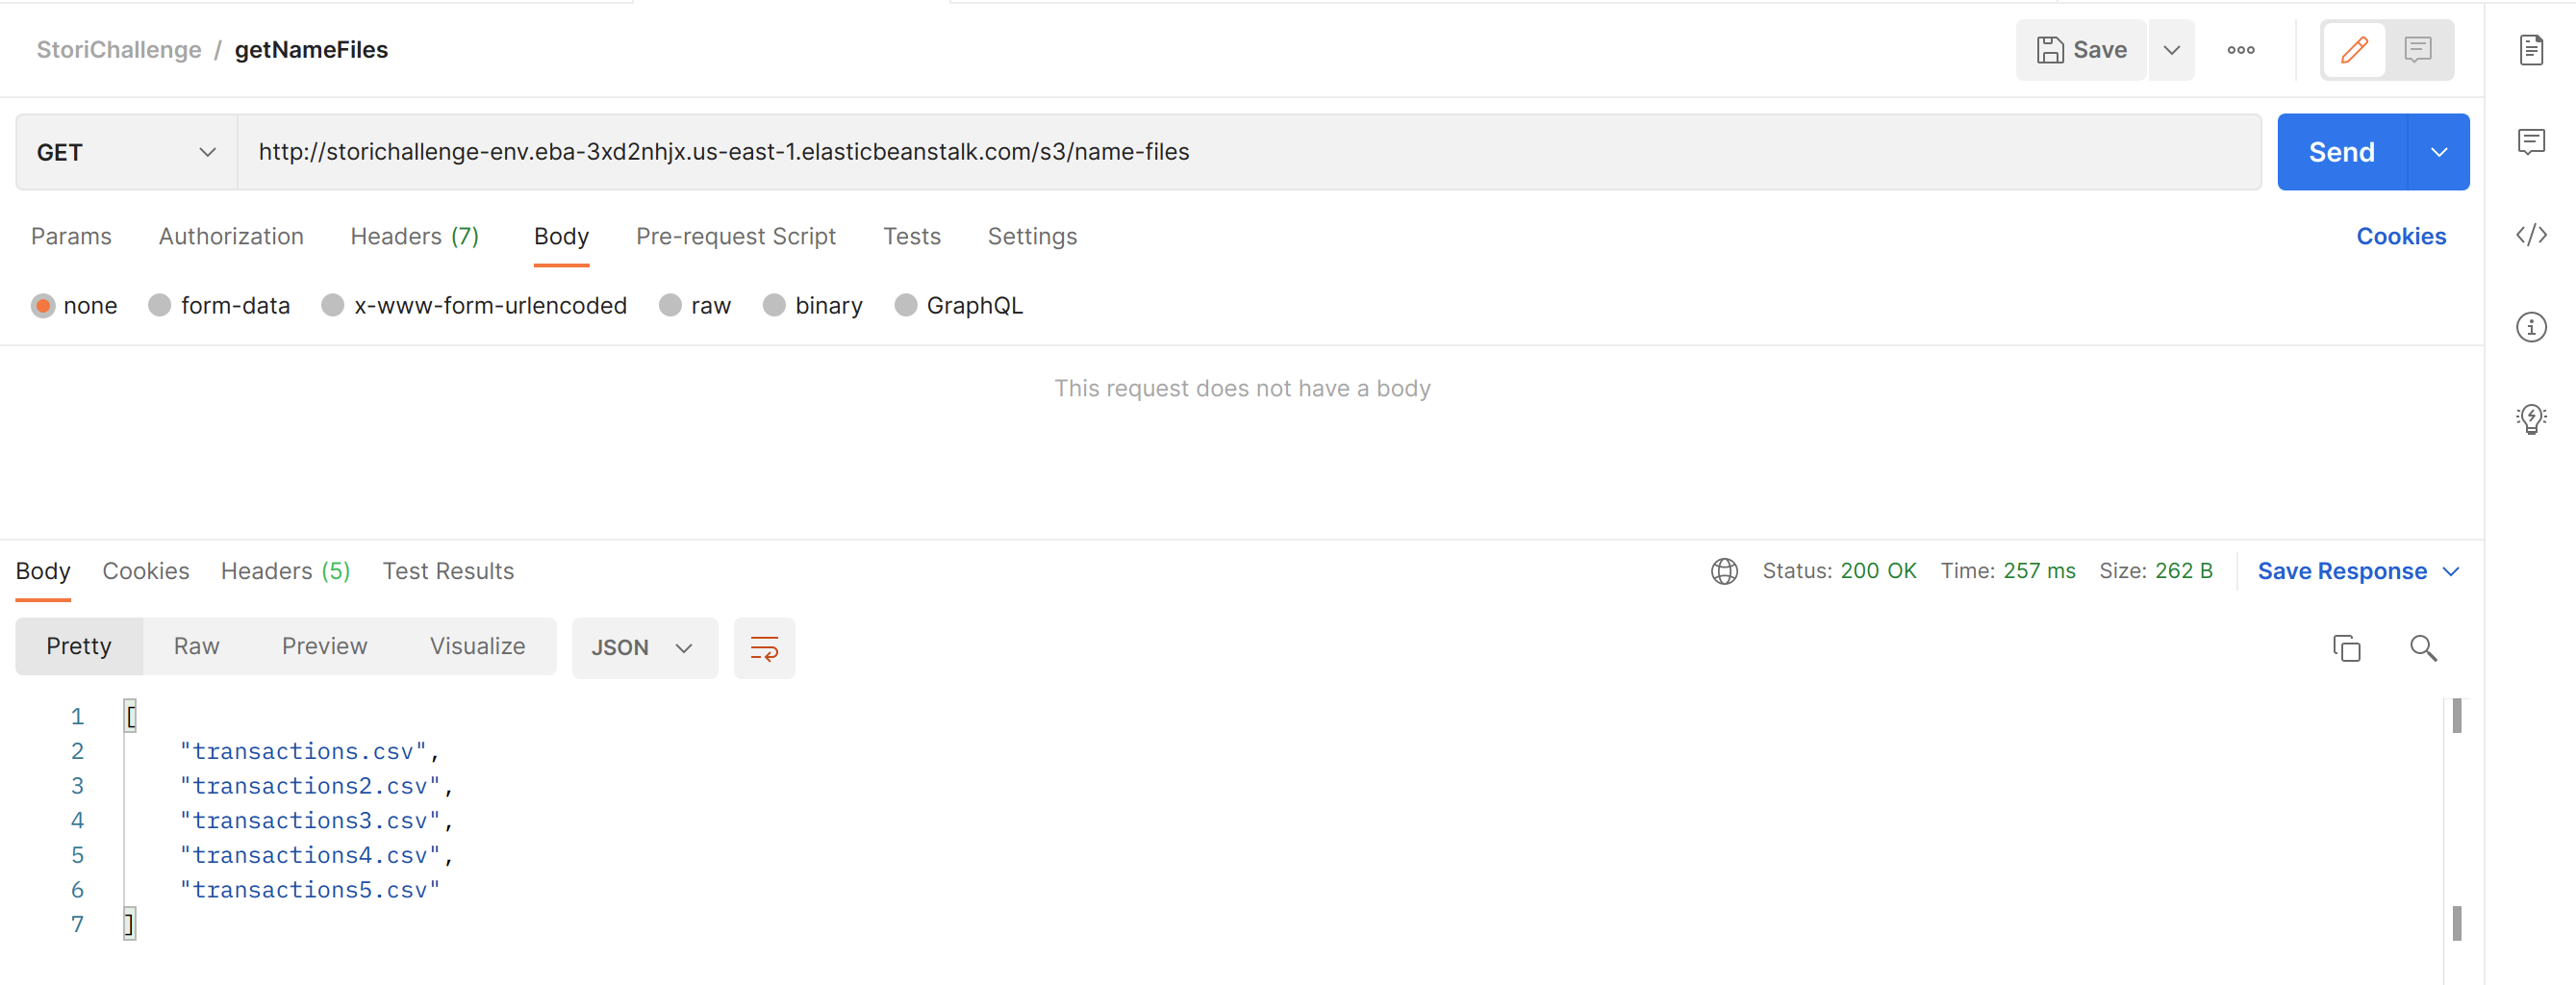 StoriChallenge / getNameFiles
Save
GET
http://storichallenge-env.eba-3xd2nhjx.us-east-1.elasticbeanstalk.com/s3/name-files
Send
Params Authorization Headers (7) Body Pre-request Script Tests Settings Cookies
none form-data x-www-form-urlencoded raw binary GraphQL
This request does not have a body
Body Cookies Headers (5) Test Results Status: 200 OK Time: 257 ms Size: 262 B Save Response
Pretty Raw Preview Visualize JSON
1 [
2 "transactions.csv",
3 "transactions2.csv",
4 "transactions3.csv",
5 "transactions4.csv",
6 "transactions5.csv"
7 ]